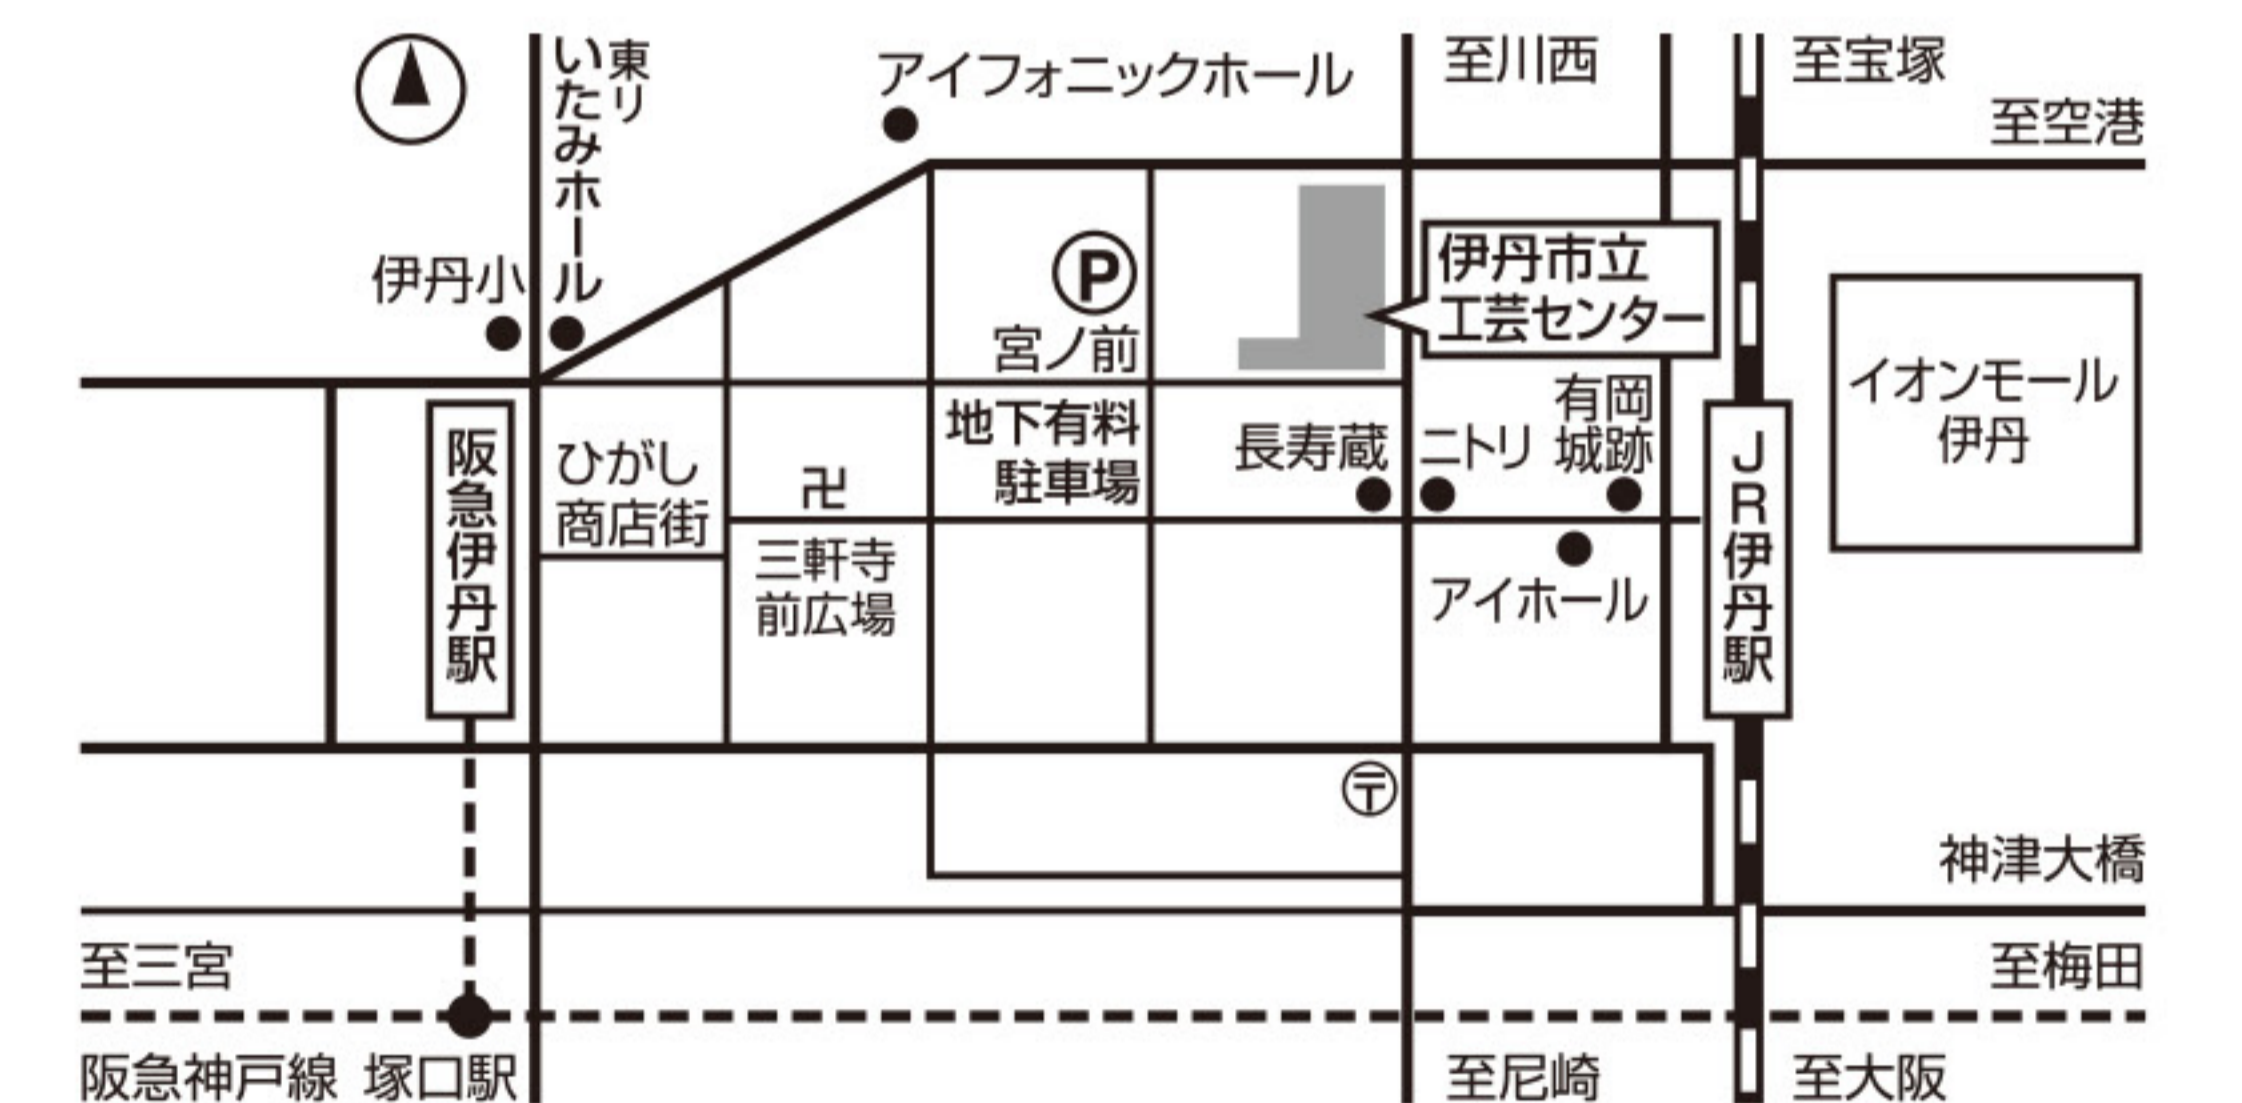 東リ
いたみホール
アイフォニックホール
至川西
至宝塚
至空港
伊丹小
P
宮ノ前
地下有料
駐車場
伊丹市立
工芸センター
イオンモール
伊丹
阪急伊丹駅
ひがし
商店街
卍
三軒寺
前広場
長寿蔵
ニトリ
有岡
城跡
アイホール
JR伊丹駅
〒
神津大橋
至三宮
至梅田
阪急神戸線
塚口駅
至尼崎
至大阪